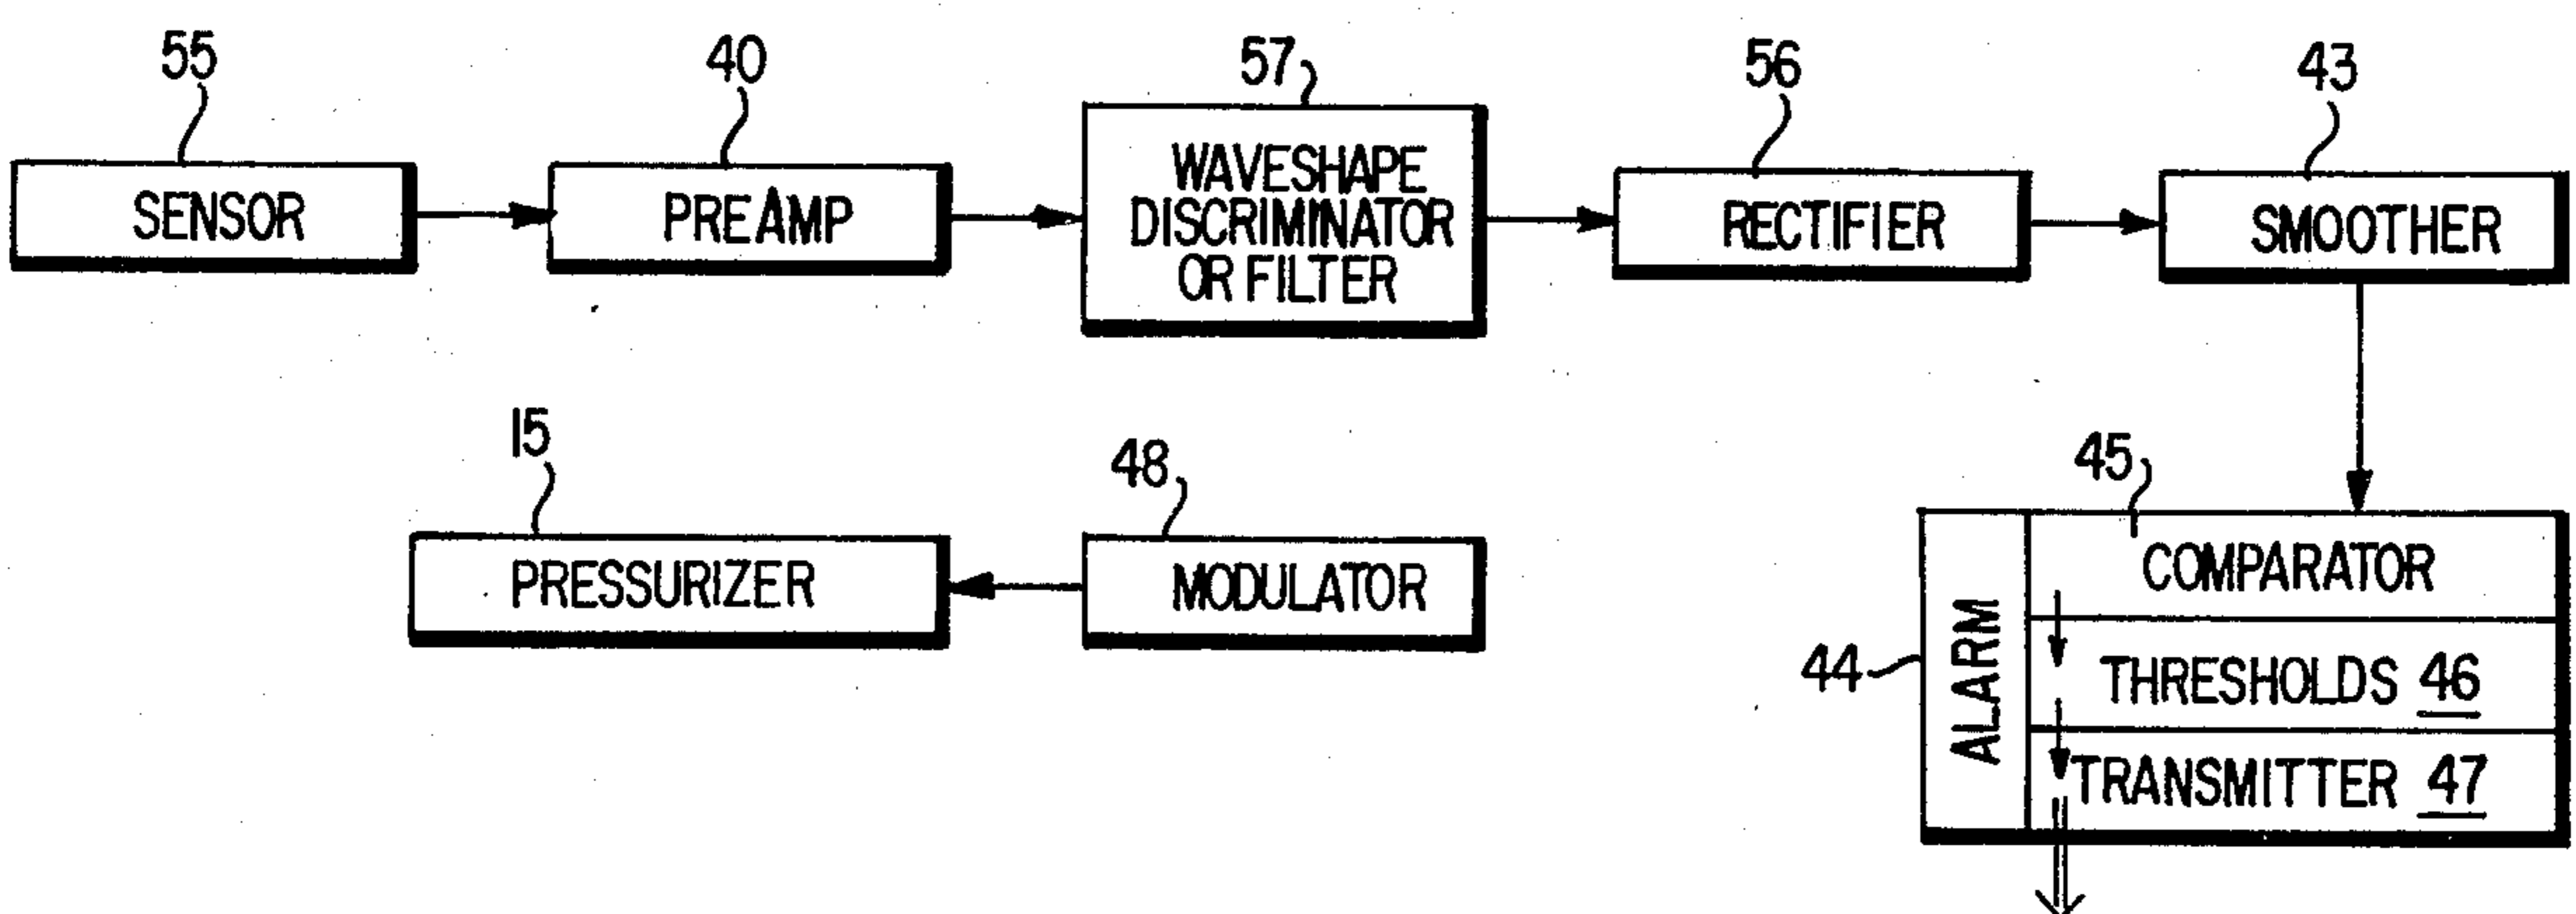 55
40
57
56
43
SENSOR
PREAMP
WAVESHAPE
DISCRIMINATOR
OR FILTER
RECTIFIER
SMOOTHER
15
48
45
PRESSURIZER
MODULATOR
COMPARATOR
44
ALARM
THRESHOLDS 46
TRANSMITTER 47